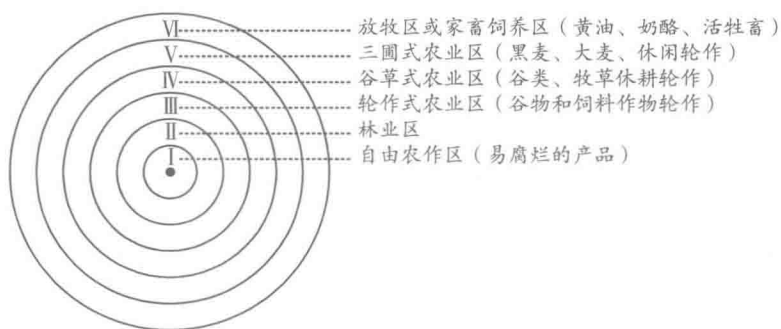 Ⅵ 放牧区或家畜饲养区（黄油、奶酪、活牲畜）
Ⅴ 三圃式农业区（黑麦、大麦、休闲轮作）
Ⅳ 谷草式农业区（谷类、牧草休耕轮作）
Ⅲ 轮作式农业区（谷物和饲料作物轮作）
Ⅱ 林业区
Ⅰ 自由农作区（易腐烂的产品）